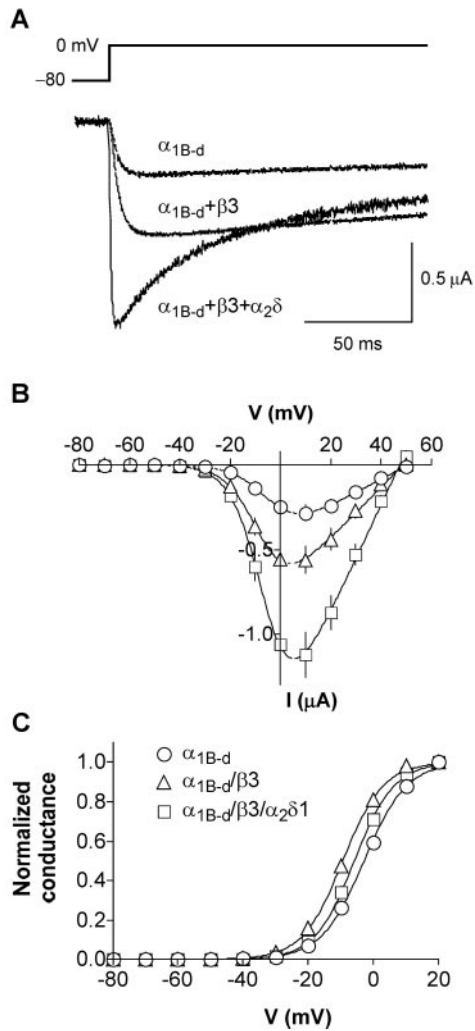 A
0 mV
−80
α1B-d
α1B-d+β3
α1B-d+β3+α2δ
0.5 μA
50 ms
B
V (mV)
-80 -60 -40 -20 20 40 60
-0.5
-1.0
I (μA)
C
α1B-d
α1B-d/β3
α1B-d/β3/α2δ1
Normalized
conductance
1.0
0.8
0.6
0.4
0.2
0.0
-80 -60 -40 -20 0 20
V (mV)